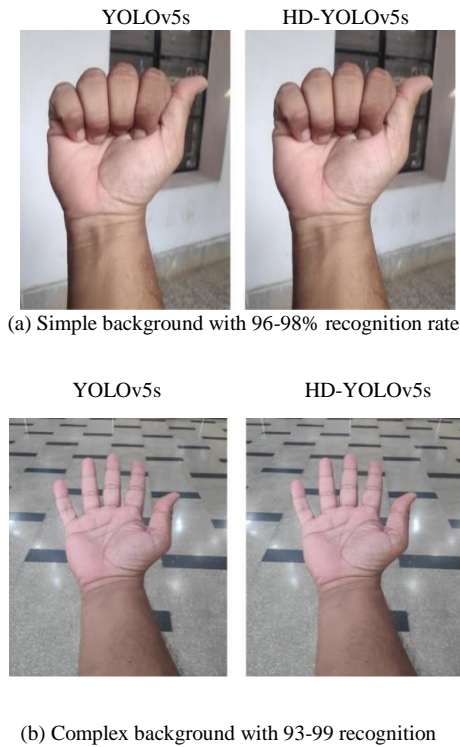 YOLOv5s HD-YOLOv5s
(a) Simple background with 96-98% recognition rate
YOLOv5s HD-YOLOv5s
(b) Complex background with 93-99 recognition